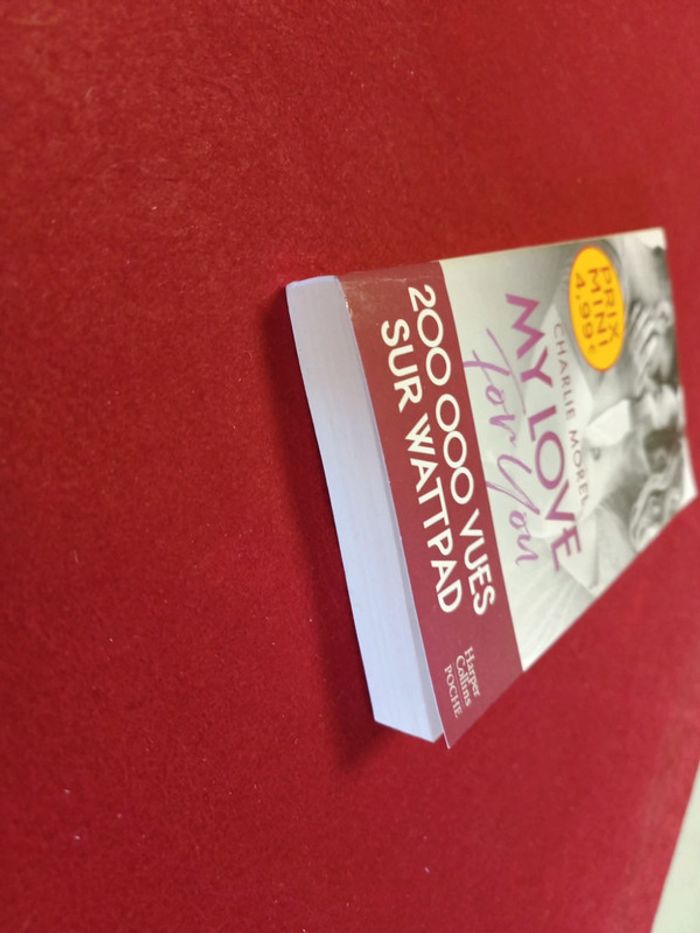 PRIX
MINI
4,99€
CHARLIE MOREL
MY LOVE
for You
200 000 VUES
SUR WATTPAD
Harper
Collins
POCHE